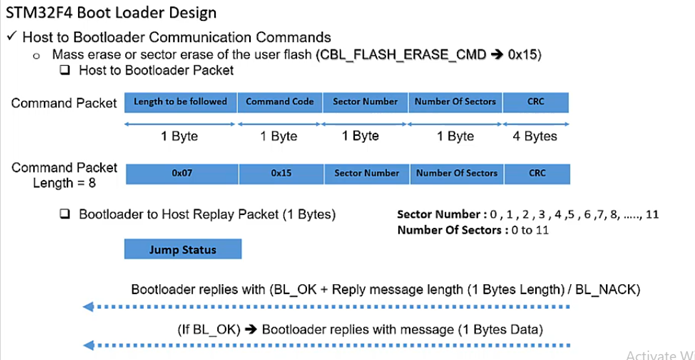 STM32F4 Boot Loader Design
✓ Host to Bootloader Communication Commands
o Mass erase or sector erase of the user flash (CBL_FLASH_ERASE_CMD ➔ 0x15)
❑ Host to Bootloader Packet
Command Packet Length to be followed Command Code Sector Number Number Of Sectors CRC
1 Byte 1 Byte 1 Byte 1 Byte 4 Bytes
Command Packet
Length = 8
0x07 0x15 Sector Number Number Of Sectors CRC
❑ Bootloader to Host Replay Packet (1 Bytes)
Sector Number : 0 , 1 , 2 , 3 , 4 ,5 , 6 ,7, 8, ....., 11
Number Of Sectors : 0 to 11
Jump Status
Bootloader replies with (BL_OK + Reply message length (1 Bytes Length) / BL_NACK)
(If BL_OK) ➔ Bootloader replies with message (1 Bytes Data)
Activate W